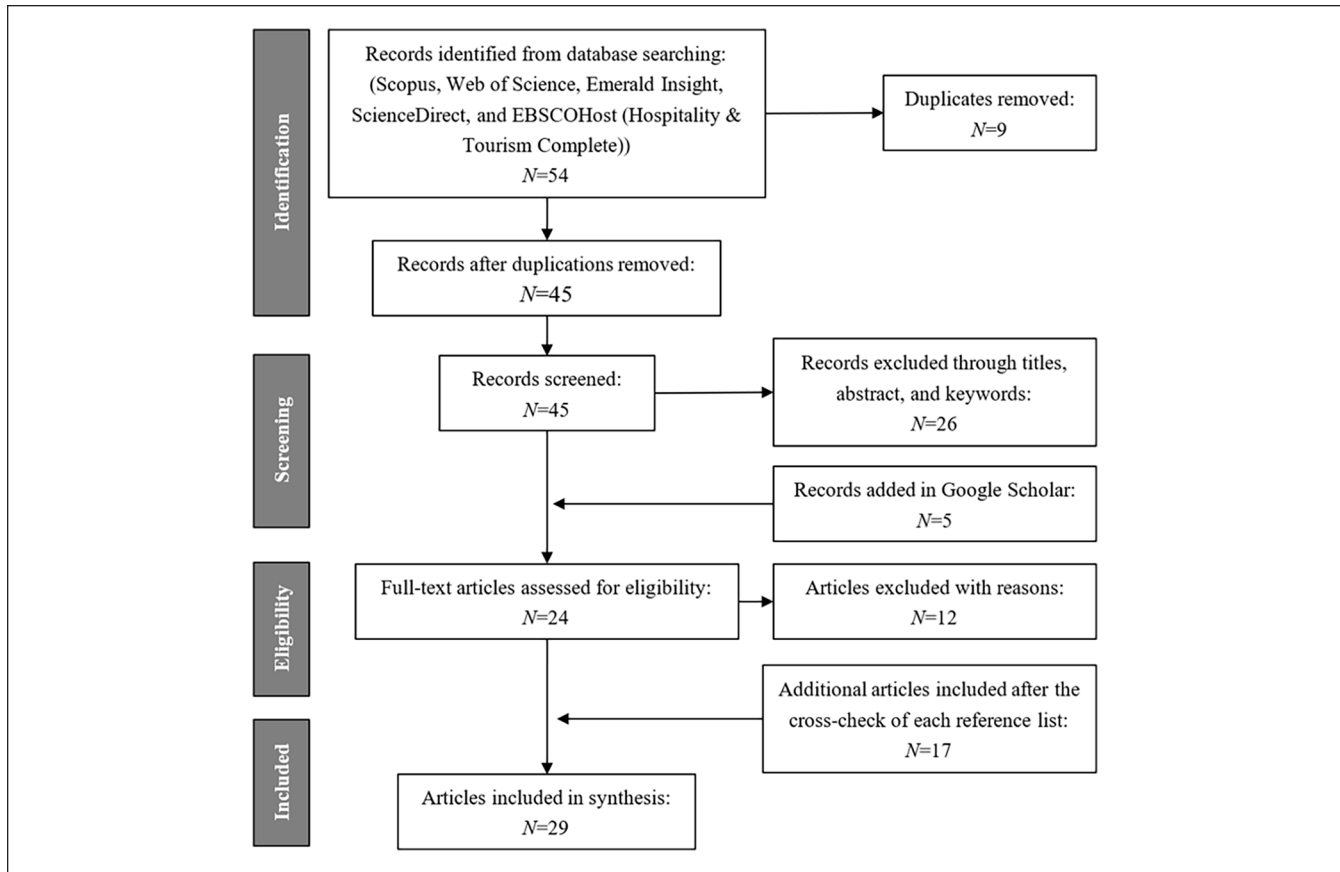 Identification
Records identified from database searching:
(Scopus, Web of Science, Emerald Insight,
ScienceDirect, and EBSCOHost (Hospitality &
Tourism Complete))
N=54
Duplicates removed:
N=9
Records after duplications removed:
N=45
Screening
Records screened:
N=45
Records excluded through titles,
abstract, and keywords:
N=26
Records added in Google Scholar:
N=5
Eligibility
Full-text articles assessed for eligibility:
N=24
Articles excluded with reasons:
N=12
Additional articles included after the
cross-check of each reference list:
N=17
Included
Articles included in synthesis:
N=29